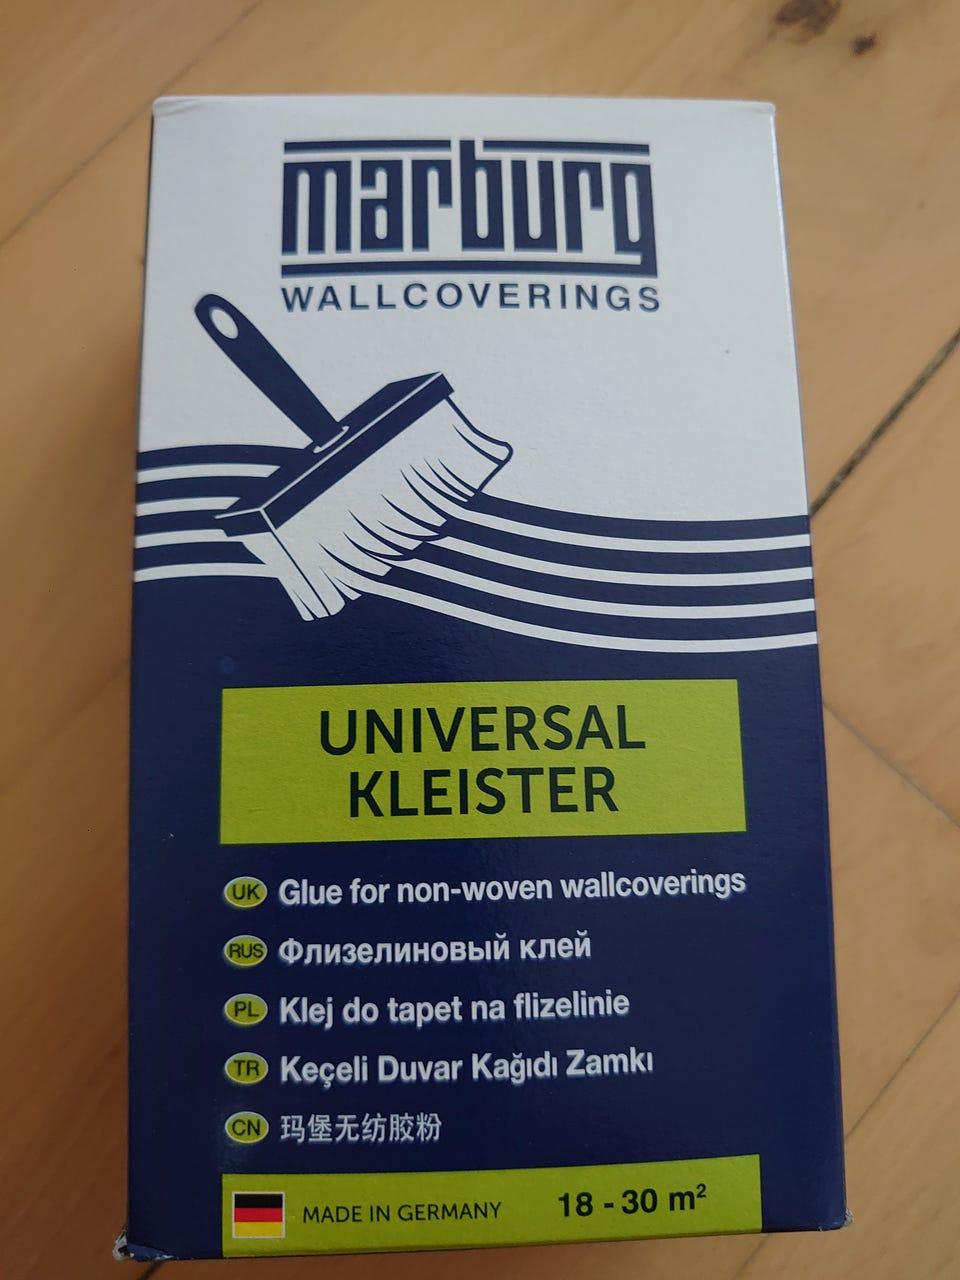 marburg
WALLCOVERINGS
UNIVERSAL
KLEISTER
UK Glue for non-woven wallcoverings
RUS Флизелиновый клей
PL Klej do tapet na flizelinie
TR Keçeli Duvar Kağıdı Zamkı
CN 玛堡无纺胶粉
MADE IN GERMANY 18 - 30 m²